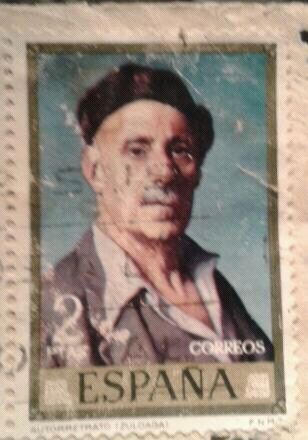 2
PTAS
CORREOS
ESPAÑA
AUTORRETRATO (ZULOAGA) F.N.M.T.